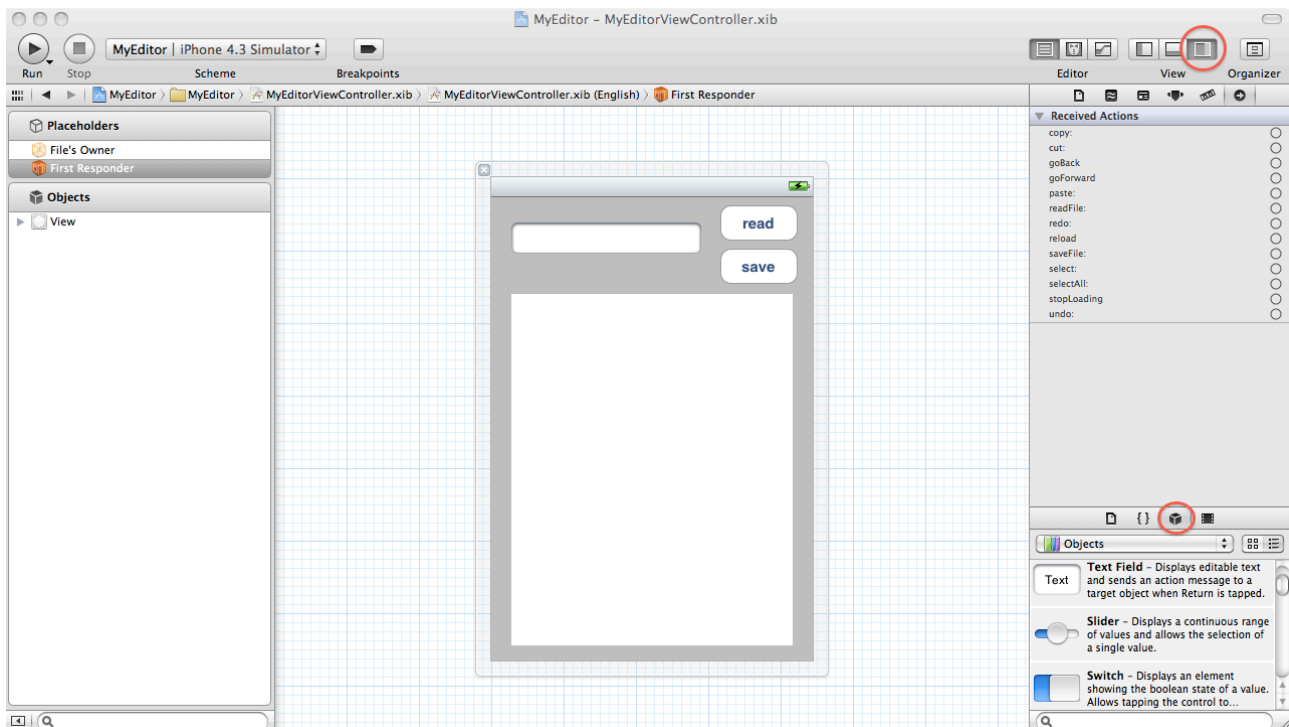 MyEditor – MyEditorViewController.xib
MyEditor | iPhone 4.3 Simulator
Run Stop Scheme Breakpoints Editor View Organizer
MyEditor MyEditor MyEditorViewController.xib MyEditorViewController.xib (English) First Responder
Placeholders
File's Owner
First Responder
Objects
View
read
save
Received Actions
copy:
cut:
goBack
goForward
paste:
readFile:
redo:
reload
saveFile:
select:
selectAll:
stopLoading
undo:
{}
Objects
Text
Text Field – Displays editable text
and sends an action message to a
target object when Return is tapped.
Slider – Displays a continuous range
of values and allows the selection of
a single value.
Switch – Displays an element
showing the boolean state of a value.
Allows tapping the control to...